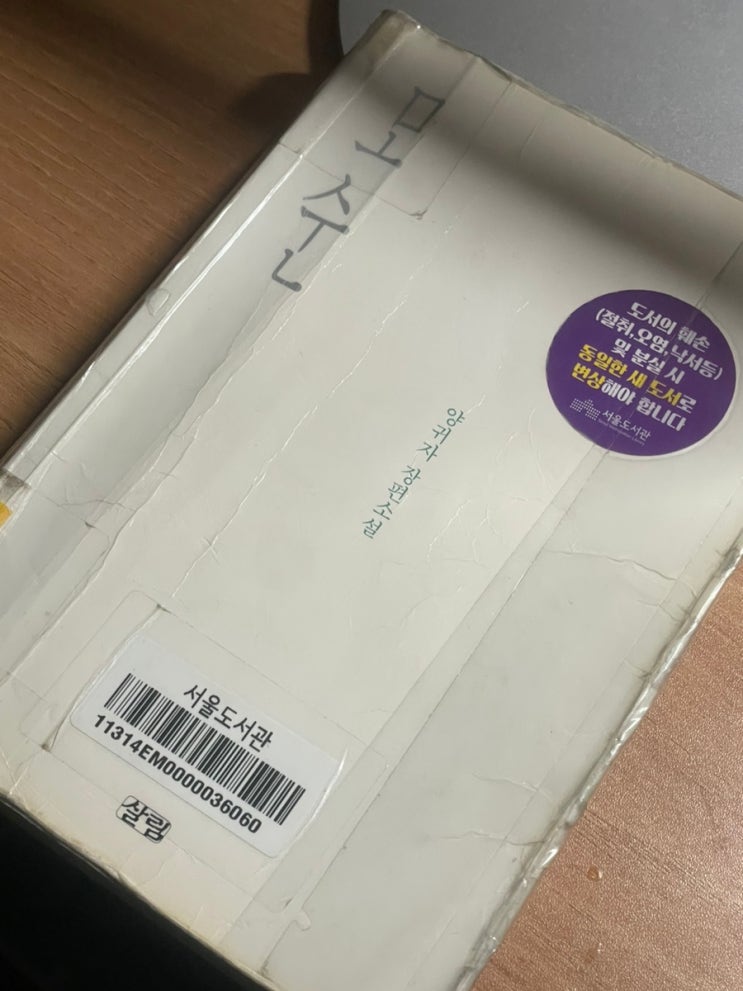 모순
도서의 훼손
(절취,오염,낙서등)
및 분실 시
동일한 새 도서로
변상해야 합니다
서울도서관
양귀자 장편소설
서울도서관
11314EM0000036060
살림